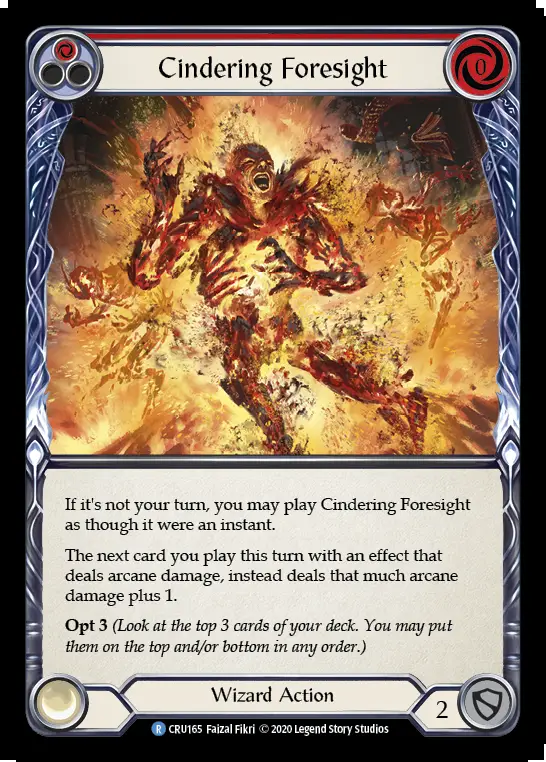 Cindering Foresight
0
If it's not your turn, you may play Cindering Foresight
as though it were an instant.
The next card you play this turn with an effect that
deals arcane damage, instead deals that much arcane
damage plus 1.
Opt 3 (Look at the top 3 cards of your deck. You may put
them on the top and/or bottom in any order.)
Wizard Action
2
R CRU165 Faizal Fikri © 2020 Legend Story Studios